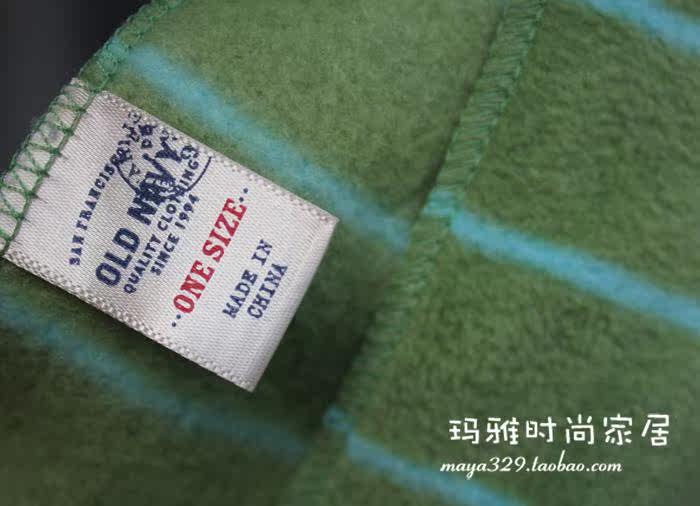 SAN FRANCISCO
OLD NAVY
QUALITY CLOTHING
SINCE 1994
··ONE SIZE··
MADE IN
CHINA
玛雅时尚家居
maya329.taobao.com